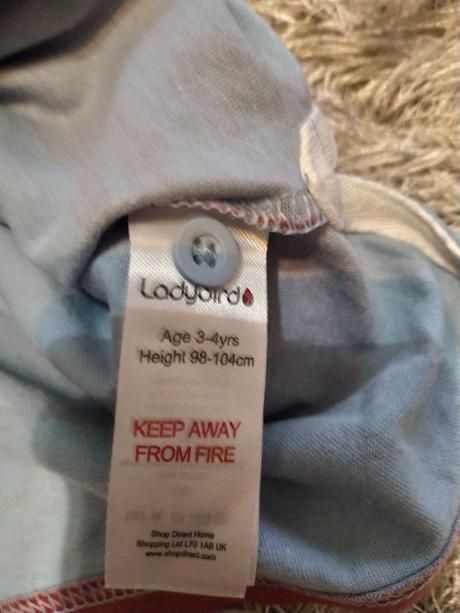 Ladybird
Age 3-4yrs
Height 98-104cm
KEEP AWAY
FROM FIRE
Shop Direct Home
Shopping Ltd L70 1AB UK
www.shopdirect.com